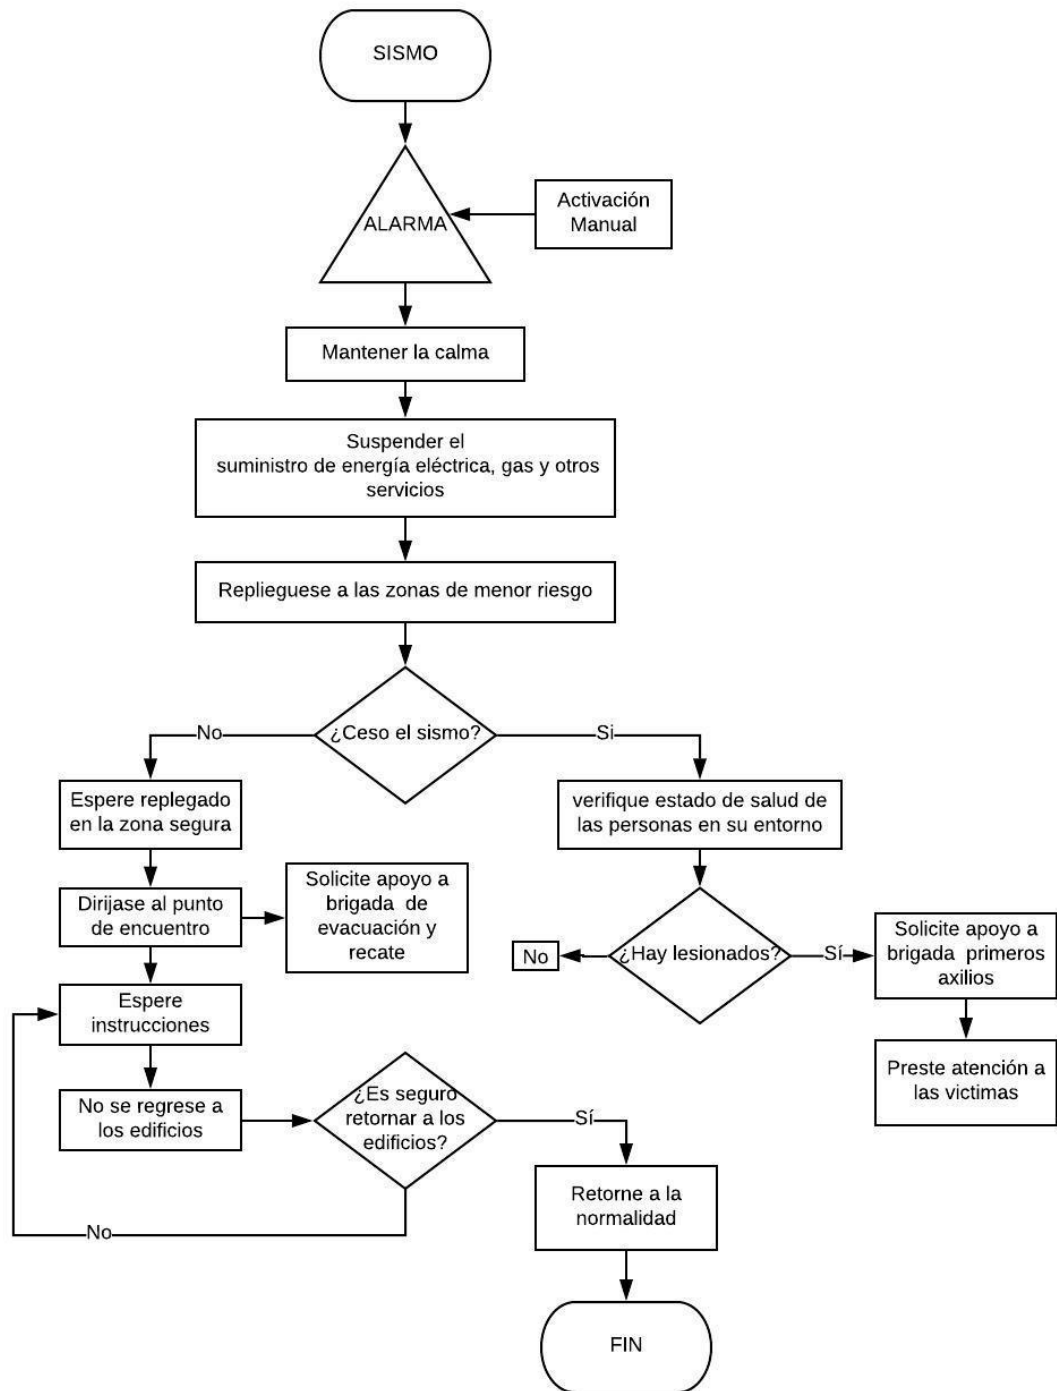 SISMO
ALARMA
Activación
Manual
Mantener la calma
Suspender el
suministro de energía eléctrica, gas y otros
servicios
Replieguese a las zonas de menor riesgo
¿Ceso el sismo?
No
Si
Espere replegado
en la zona segura
verifique estado de salud de
las personas en su entorno
Dirijase al punto
de encuentro
Solicite apoyo a
brigada de
evacuación y
recate
¿Hay lesionados?
No
Sí
Solicite apoyo a
brigada primeros
axilios
Espere
instrucciones
Preste atención a
las victimas
No se regrese a
los edificios
¿Es seguro
retornar a los
edificios?
Sí
No
Retorne a la
normalidad
FIN